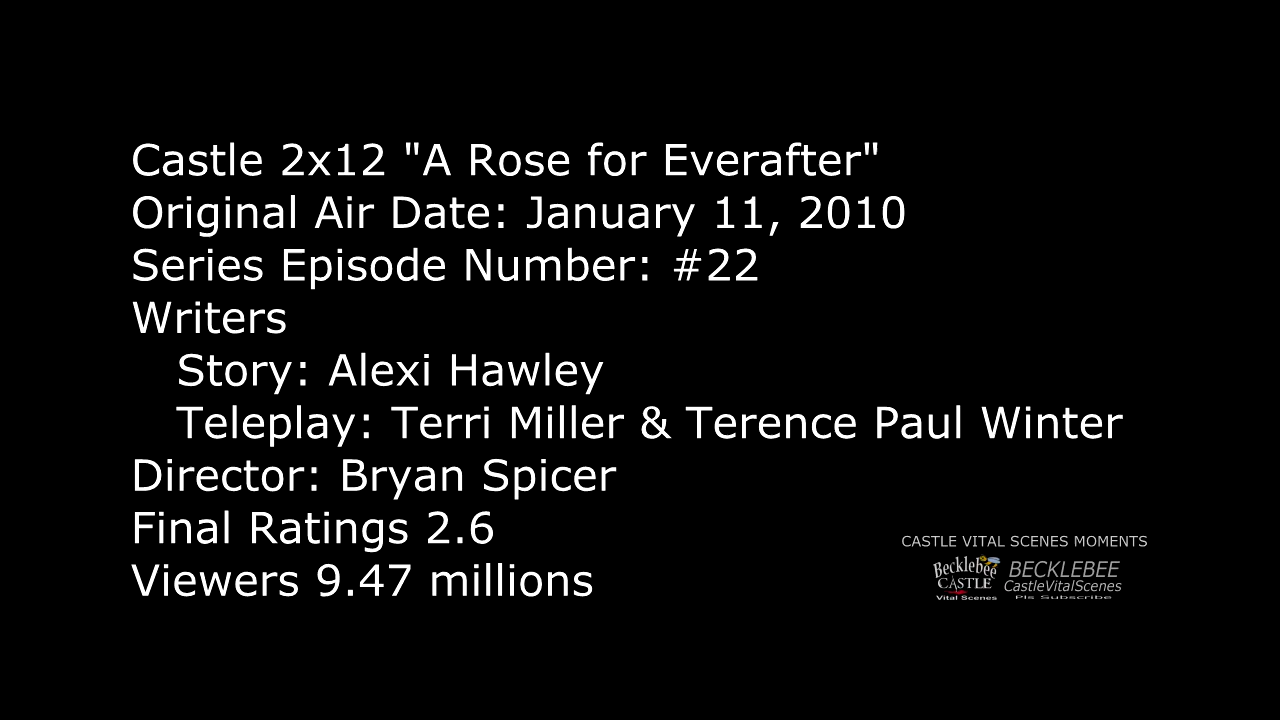 Castle 2x12 "A Rose for Everafter"
Original Air Date: January 11, 2010
Series Episode Number: #22
Writers
Story: Alexi Hawley
Teleplay: Terri Miller & Terence Paul Winter
Director: Bryan Spicer
Final Ratings 2.6
Viewers 9.47 millions
CASTLE VITAL SCENES MOMENTS
Becklebee
CASTLE
Vital Scenes
BECKLEBEE
CastleVitalScenes
Pls Subscribe